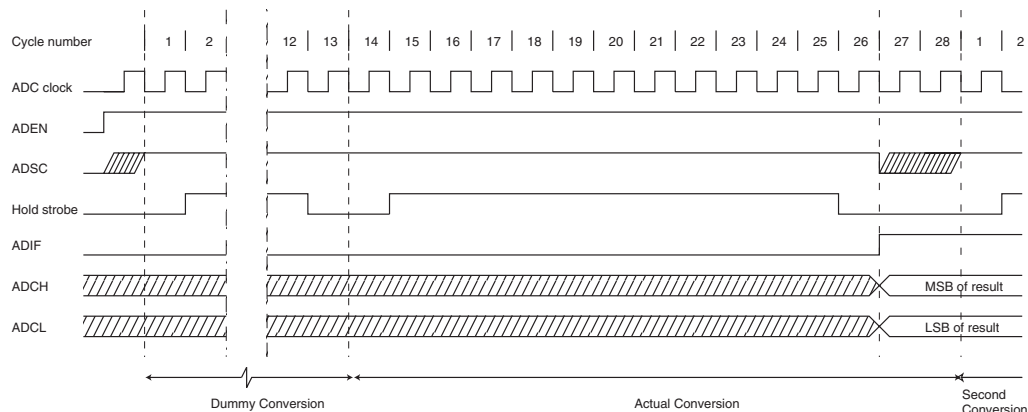 Cycle number 1 2 12 13 14 15 16 17 18 19 20 21 22 23 24 25 26 27 28 1 2
ADC clock
ADEN
ADSC
Hold strobe
ADIF
ADCH MSB of result
ADCL LSB of result
Dummy Conversion Actual Conversion Second
Conversion